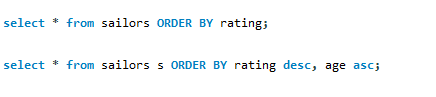 select * from sailors ORDER BY rating;
select * from sailors s ORDER BY rating desc, age asc;